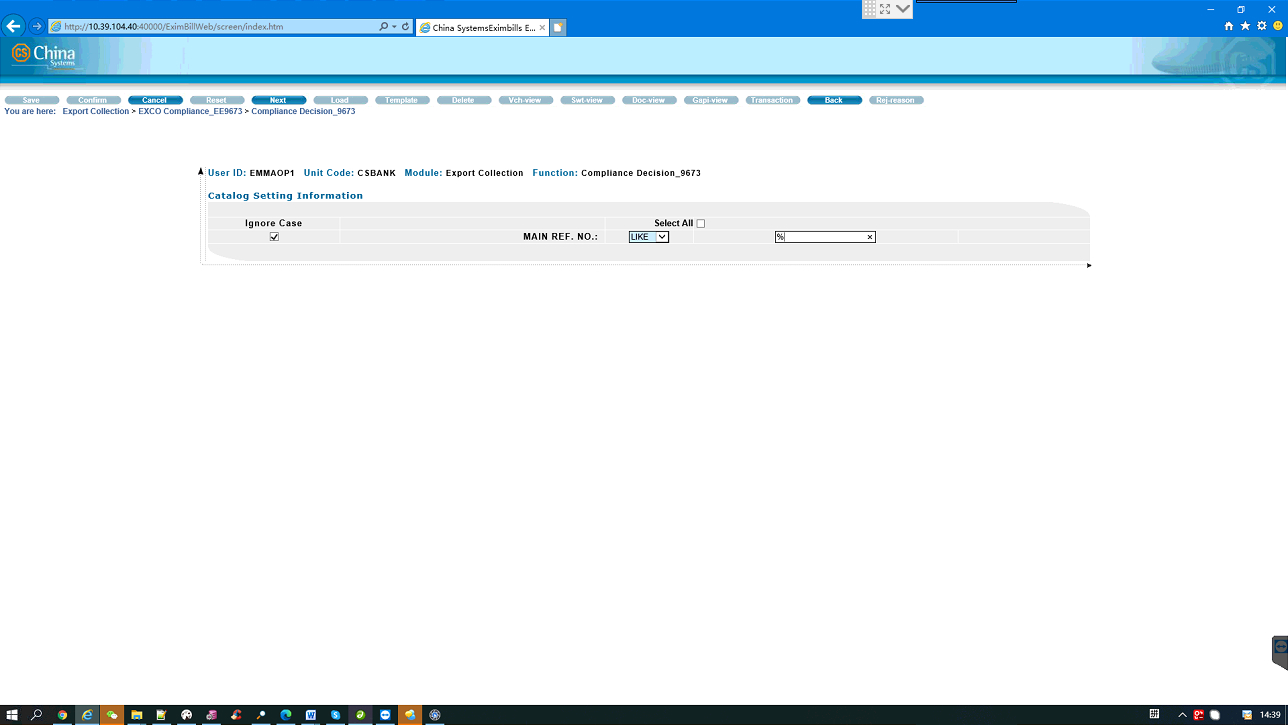 http://10.39.104.40:40000/EximBillWeb/screen/index.htm
China SystemsEximbills E...
CS China
Systems
Save Confirm Cancel Reset Next Load Template Delete Vch-view Swt-view Doc-view Gapi-view Transaction Back Rej-reason
You are here: Export Collection > EXCO Compliance_EE9673 > Compliance Decision_9673
User ID: EMMAOP1 Unit Code: CSBANK Module: Export Collection Function: Compliance Decision_9673
Catalog Setting Information
Ignore Case Select All
MAIN REF. NO.: LIKE %
14:39